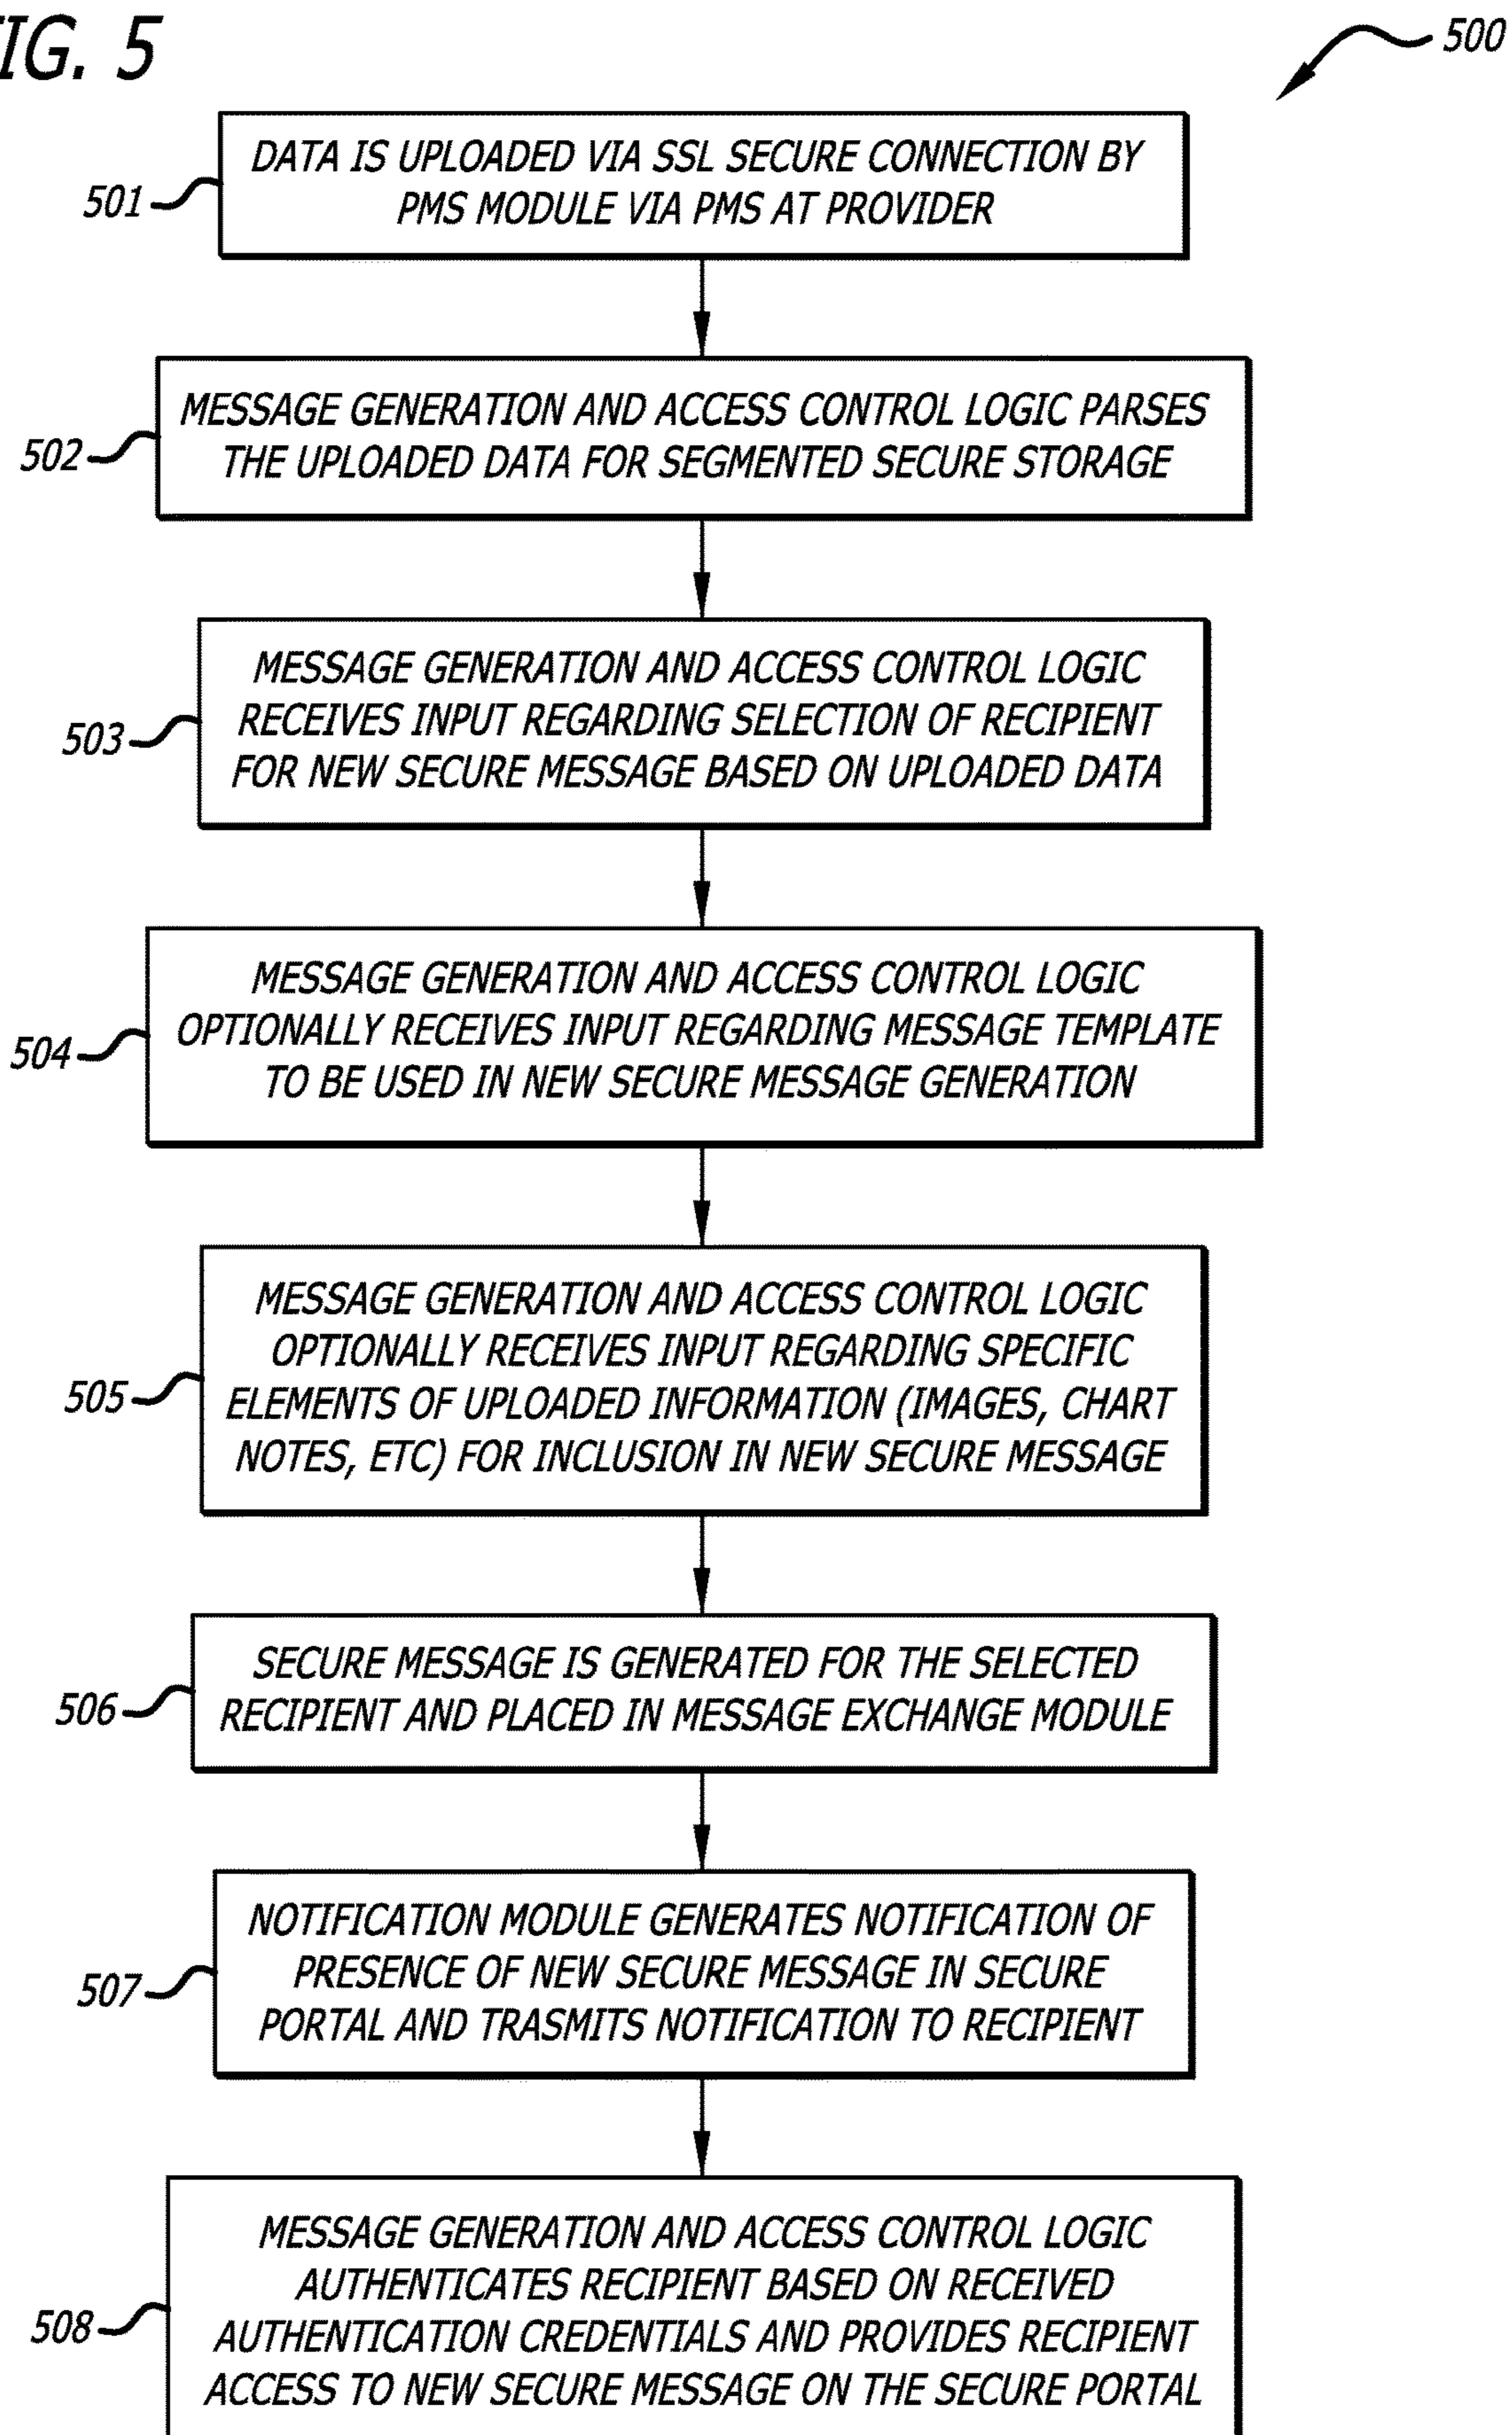 IG. 5
500
501
DATA IS UPLOADED VIA SSL SECURE CONNECTION BY
PMS MODULE VIA PMS AT PROVIDER
502
MESSAGE GENERATION AND ACCESS CONTROL LOGIC PARSES
THE UPLOADED DATA FOR SEGMENTED SECURE STORAGE
503
MESSAGE GENERATION AND ACCESS CONTROL LOGIC
RECEIVES INPUT REGARDING SELECTION OF RECIPIENT
FOR NEW SECURE MESSAGE BASED ON UPLOADED DATA
504
MESSAGE GENERATION AND ACCESS CONTROL LOGIC
OPTIONALLY RECEIVES INPUT REGARDING MESSAGE TEMPLATE
TO BE USED IN NEW SECURE MESSAGE GENERATION
505
MESSAGE GENERATION AND ACCESS CONTROL LOGIC
OPTIONALLY RECEIVES INPUT REGARDING SPECIFIC
ELEMENTS OF UPLOADED INFORMATION (IMAGES, CHART
NOTES, ETC) FOR INCLUSION IN NEW SECURE MESSAGE
506
SECURE MESSAGE IS GENERATED FOR THE SELECTED
RECIPIENT AND PLACED IN MESSAGE EXCHANGE MODULE
507
NOTIFICATION MODULE GENERATES NOTIFICATION OF
PRESENCE OF NEW SECURE MESSAGE IN SECURE
PORTAL AND TRASMITS NOTIFICATION TO RECIPIENT
508
MESSAGE GENERATION AND ACCESS CONTROL LOGIC
AUTHENTICATES RECIPIENT BASED ON RECEIVED
AUTHENTICATION CREDENTIALS AND PROVIDES RECIPIENT
ACCESS TO NEW SECURE MESSAGE ON THE SECURE PORTAL